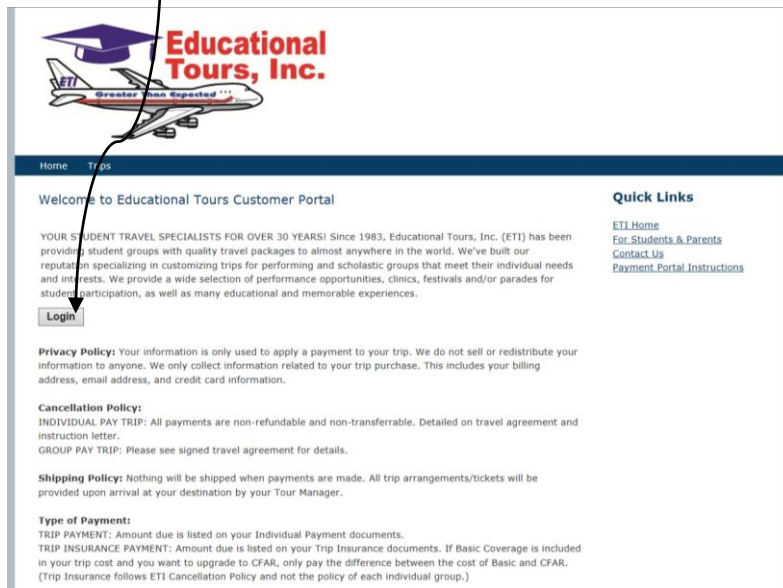 Educational
Tours, Inc.
ETI
Greater Than Expected ...
Home Trips
Welcome to Educational Tours Customer Portal
YOUR STUDENT TRAVEL SPECIALISTS FOR OVER 30 YEARS! Since 1983, Educational Tours, Inc. (ETI) has been
providing student groups with quality travel packages to almost anywhere in the world. We've built our
reputation specializing in customizing trips for performing and scholastic groups that meet their individual needs
and interests. We provide a wide selection of performance opportunities, clinics, festivals and/or parades for
student participation, as well as many educational and memorable experiences.
Login
Privacy Policy: Your information is only used to apply a payment to your trip. We do not sell or redistribute your
information to anyone. We only collect information related to your trip purchase. This includes your billing
address, email address, and credit card information.
Cancellation Policy:
INDIVIDUAL PAY TRIP: All payments are non-refundable and non-transferrable. Detailed on travel agreement and
instruction letter.
GROUP PAY TRIP: Please see signed travel agreement for details.
Shipping Policy: Nothing will be shipped when payments are made. All trip arrangements/tickets will be
provided upon arrival at your destination by your Tour Manager.
Type of Payment:
TRIP PAYMENT: Amount due is listed on your Individual Payment documents.
TRIP INSURANCE PAYMENT: Amount due is listed on your Trip Insurance documents. If Basic Coverage is included
in your trip cost and you want to upgrade to CFAR, only pay the difference between the cost of Basic and CFAR.
(Trip Insurance follows ETI Cancellation Policy and not the policy of each individual group.)
Quick Links
ETI Home
For Students & Parents
Contact Us
Payment Portal Instructions